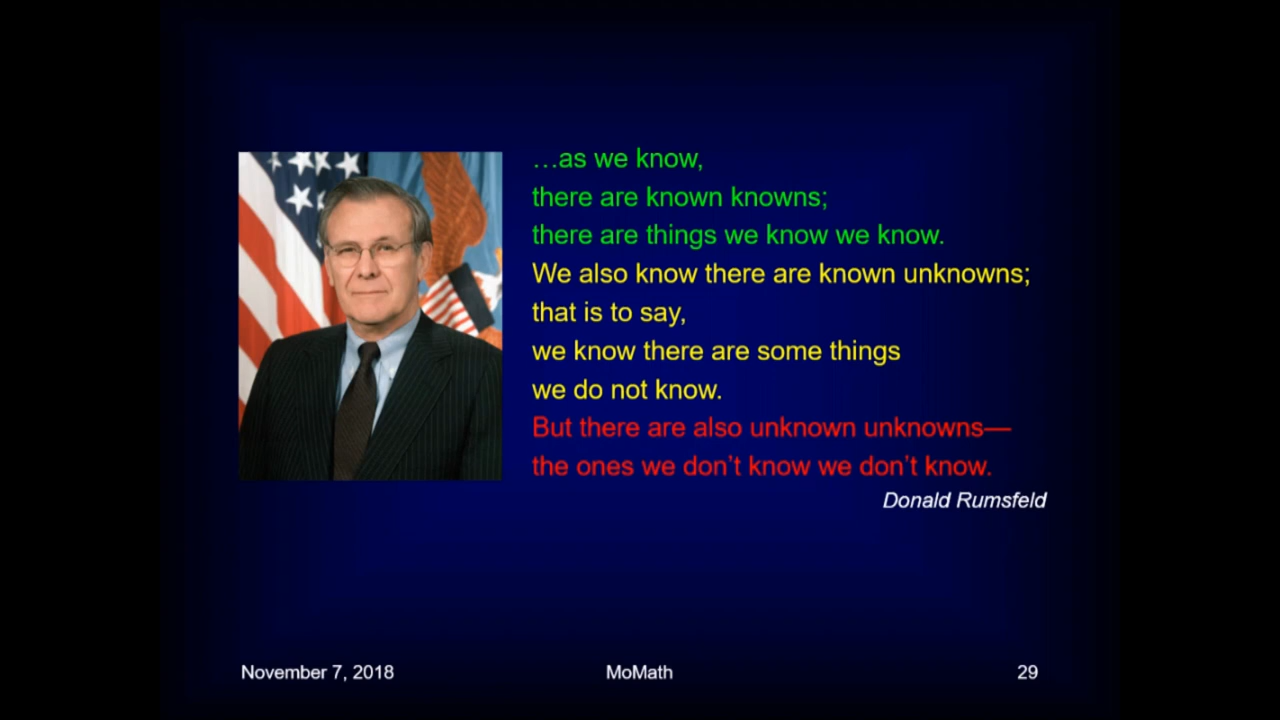 …as we know,
there are known knowns;
there are things we know we know.
We also know there are known unknowns;
that is to say,
we know there are some things
we do not know.
But there are also unknown unknowns—
the ones we don’t know we don’t know.
Donald Rumsfeld
November 7, 2018
MoMath
29